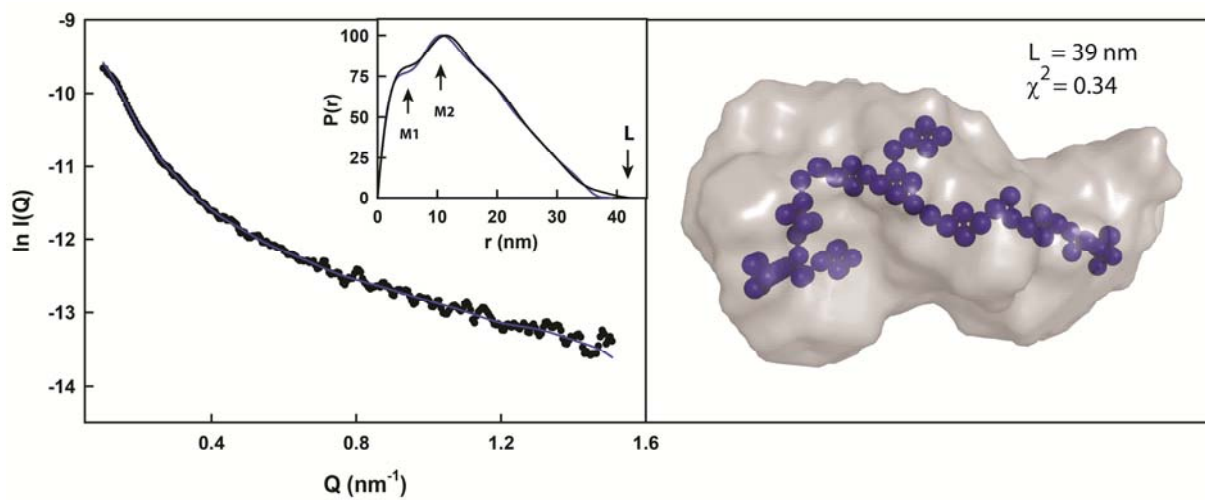 -9
-10
-11
-12
-13
-14
ln I(Q)
0.4
0.8
1.2
1.6
Q (nm⁻¹)
100
75
50
25
0
P(r)
0
10
20
30
40
r (nm)
M1
M2
L
L = 39 nm
χ² = 0.34